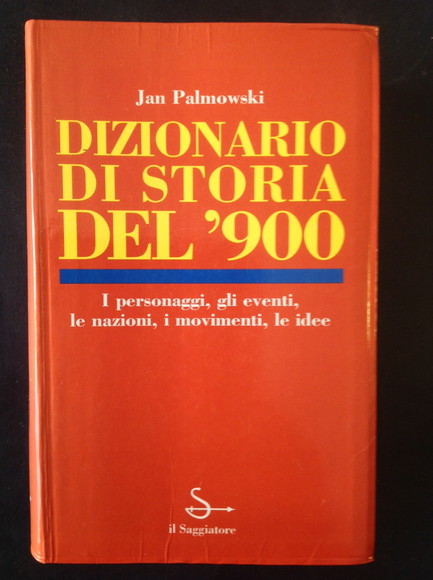 Jan Palmowski
DIZIONARIO
DI STORIA
DEL '900
I personaggi, gli eventi,
le nazioni, i movimenti, le idee
il Saggiatore